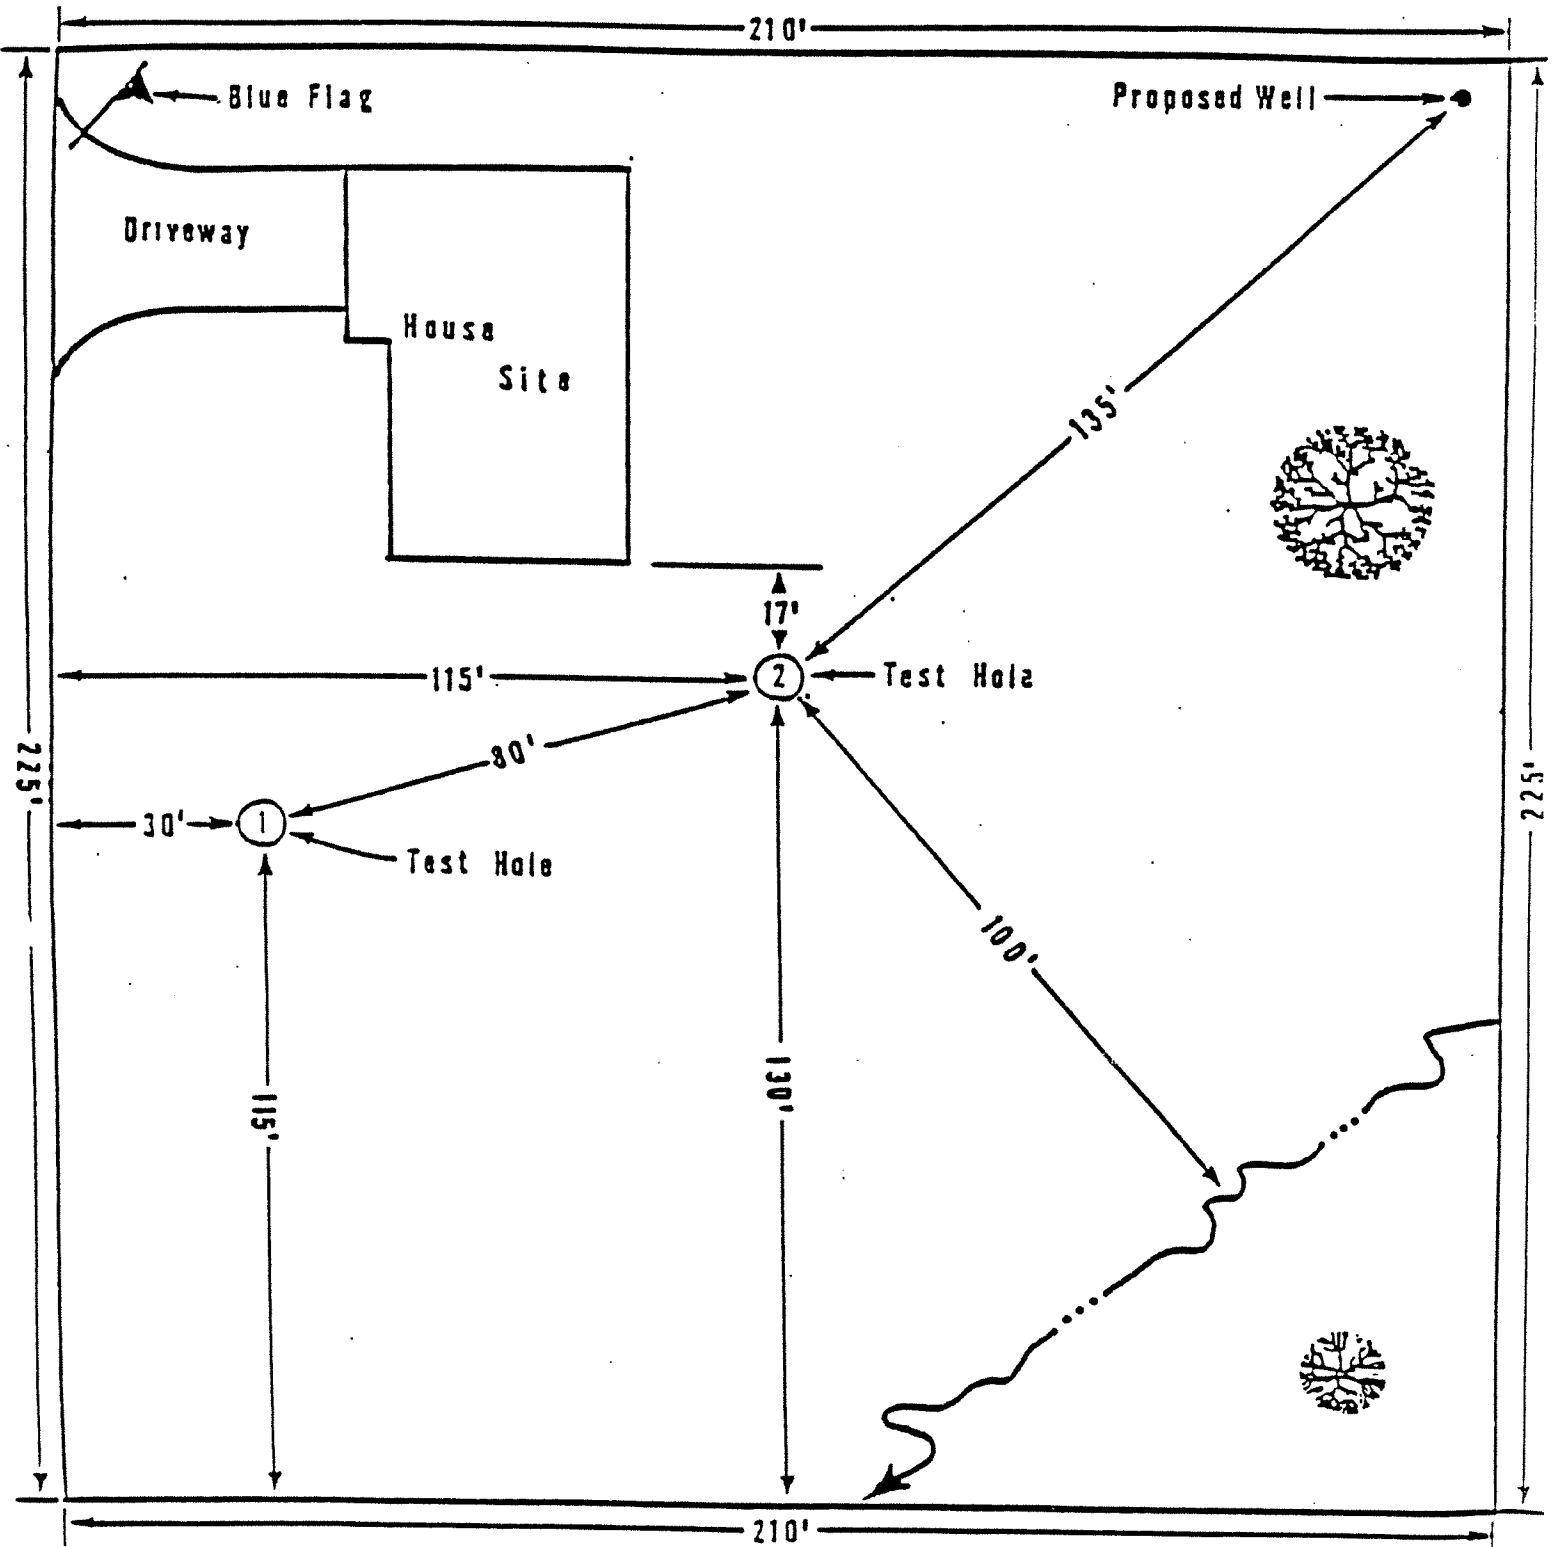 210'
Blue Flag
Proposed Well
Driveway
House
Site
135'
17'
115'
2
Test Hole
80'
225'
225'
30'
1
Test Hole
100'
130'
115'
210'